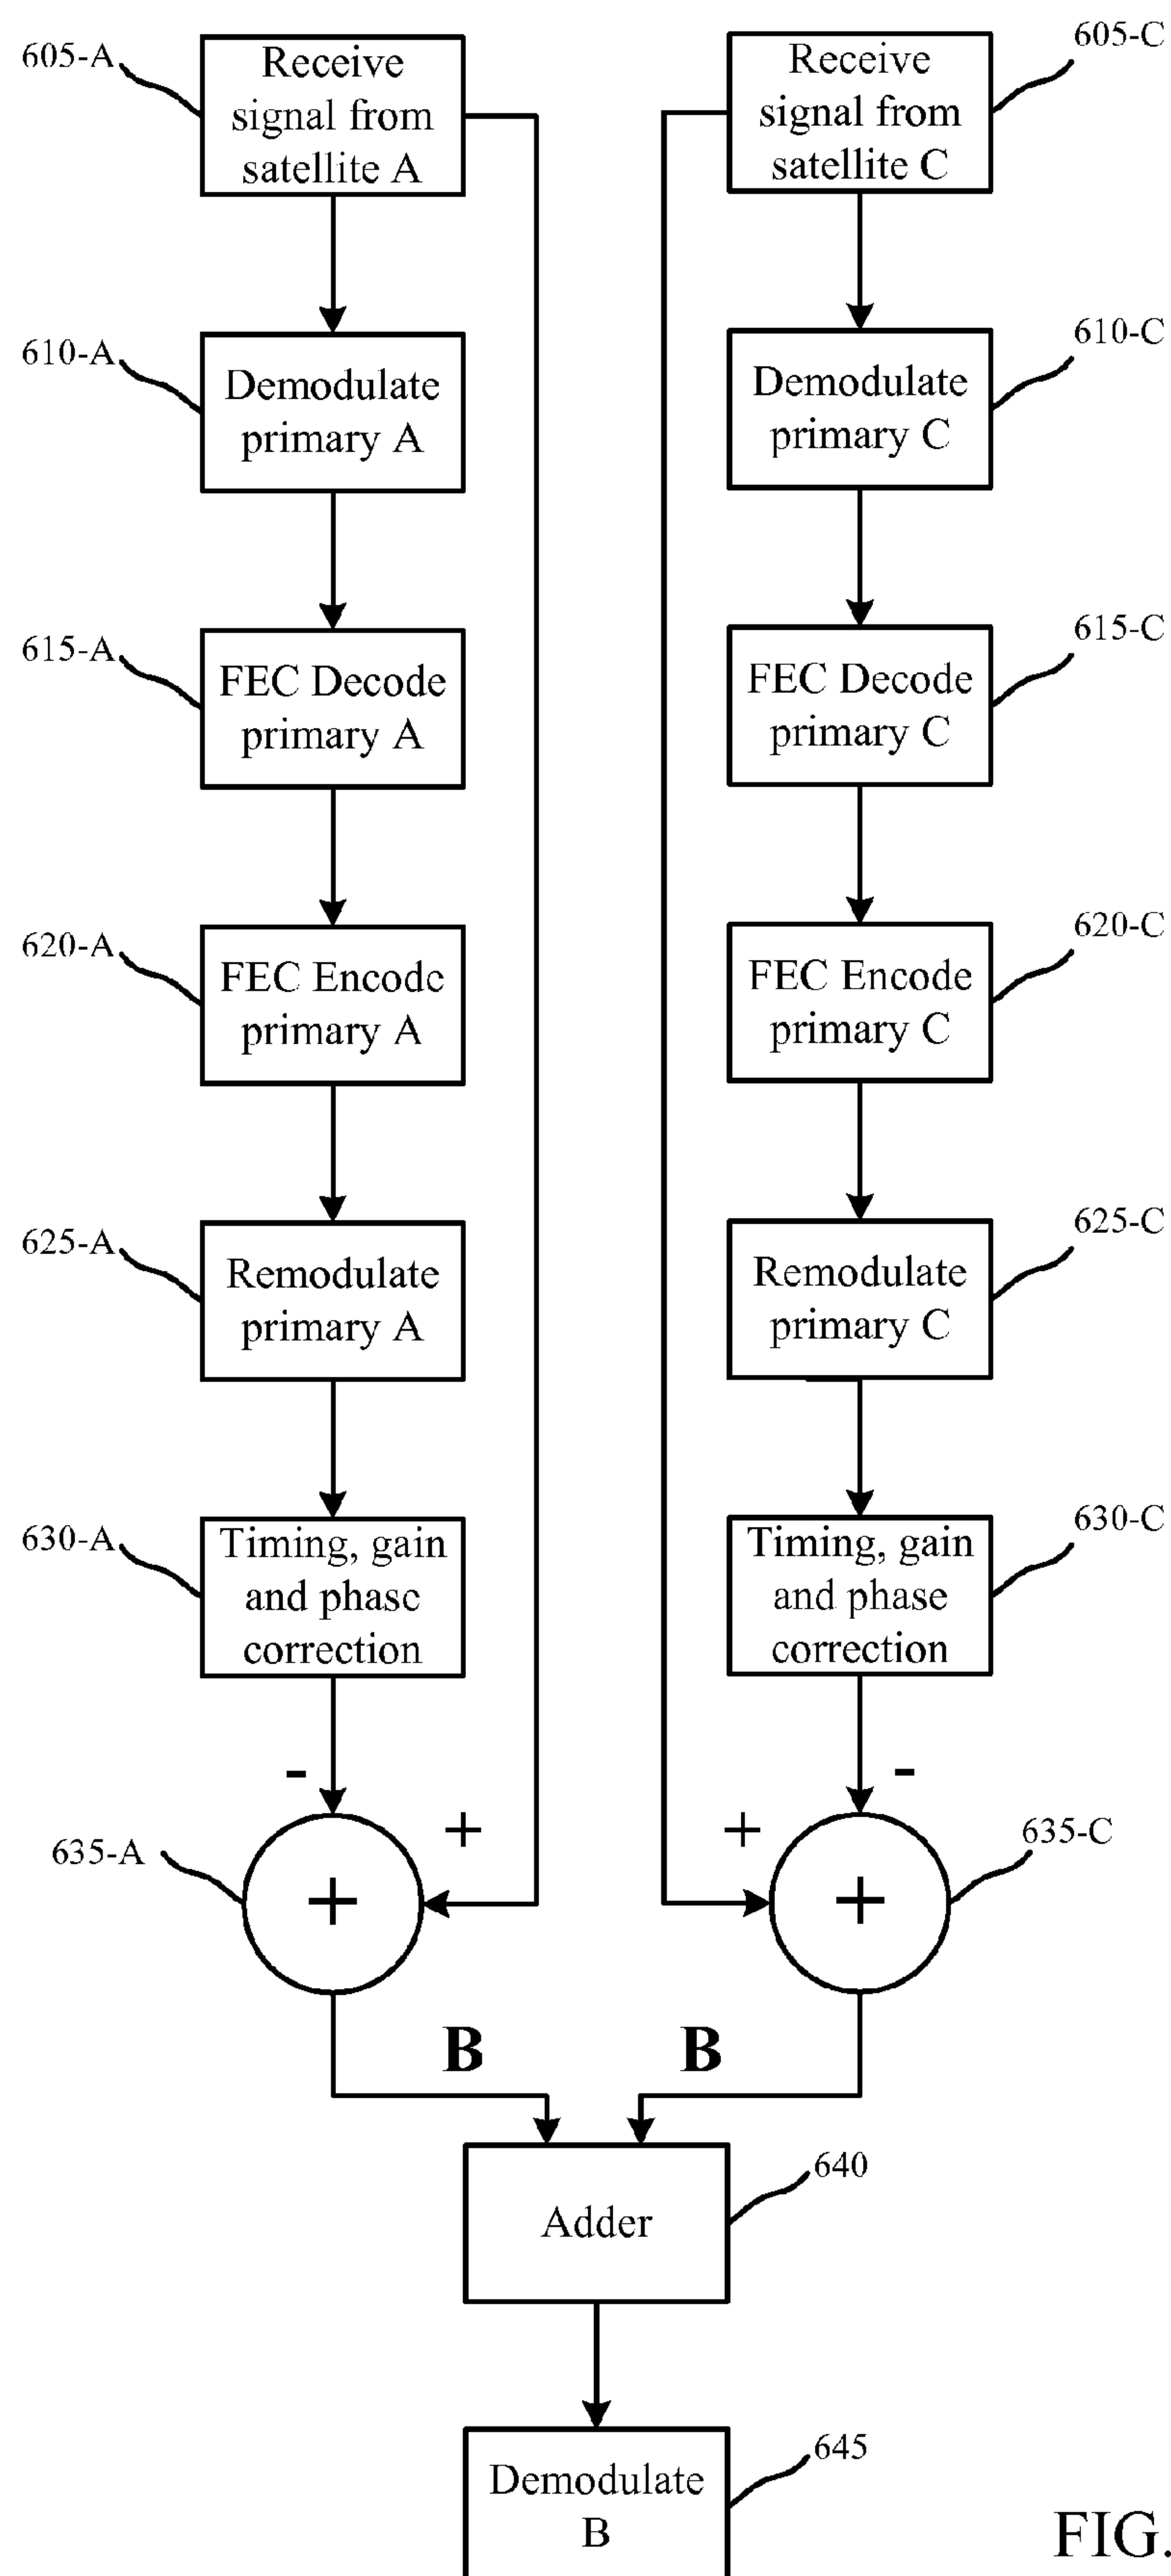 605-A
Receive
signal from
satellite A
605-C
Receive
signal from
satellite C
610-A
Demodulate
primary A
610-C
Demodulate
primary C
615-A
FEC Decode
primary A
615-C
FEC Decode
primary C
620-A
FEC Encode
primary A
620-C
FEC Encode
primary C
625-A
Remodulate
primary A
625-C
Remodulate
primary C
630-A
Timing, gain
and phase
correction
630-C
Timing, gain
and phase
correction
-
+
635-A
+
-
+
635-C
+
B
B
Adder
640
Demodulate
B
645
FIG.